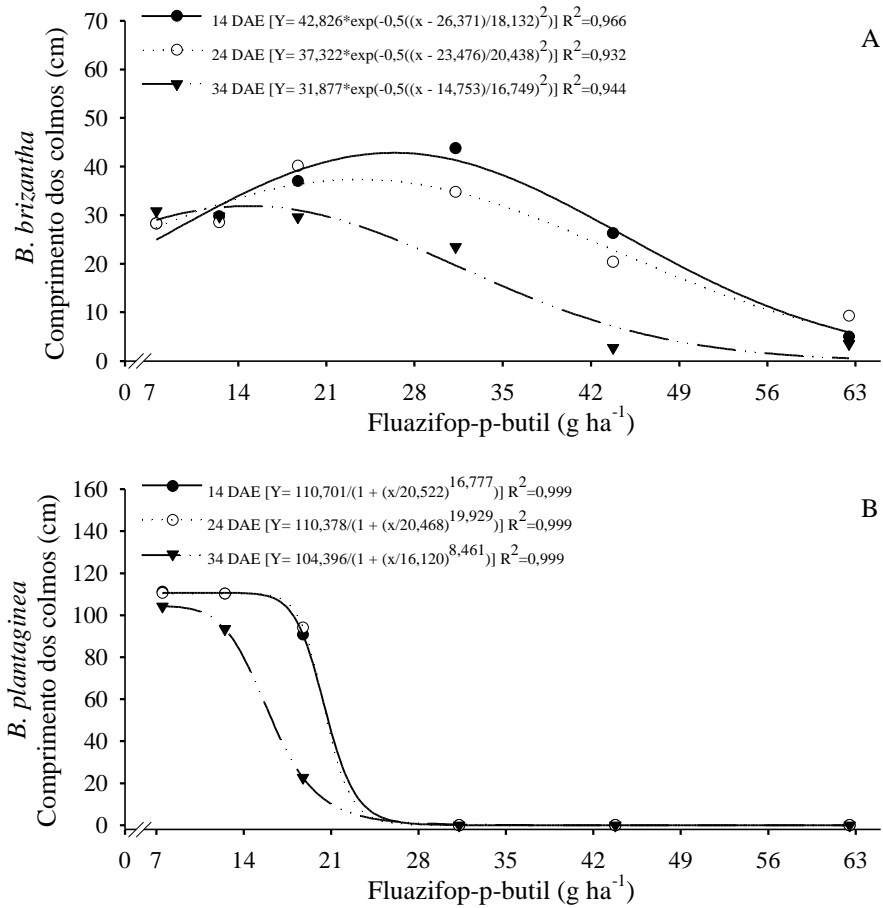 70
60
50
40
30
20
10
0
B. brizantha
Comprimento dos colmos (cm)
14 DAE [Y= 42,826*exp(-0,5((x - 26,371)/18,132)²)] R²=0,966
24 DAE [Y= 37,322*exp(-0,5((x - 23,476)/20,438)²)] R²=0,932
34 DAE [Y= 31,877*exp(-0,5((x - 14,753)/16,749)²)] R²=0,944
A
0 7 14 21 28 35 42 49 56 63
Fluazifop-p-butil (g ha⁻¹)
160
140
120
100
80
60
40
20
0
B. plantaginea
Comprimento dos colmos (cm)
14 DAE [Y= 110,701/(1 + (x/20,522)^16,777)] R²=0,999
24 DAE [Y= 110,378/(1 + (x/20,468)^19,929)] R²=0,999
34 DAE [Y= 104,396/(1 + (x/16,120)^8,461)] R²=0,999
B
0 7 14 21 28 35 42 49 56 63
Fluazifop-p-butil (g ha⁻¹)